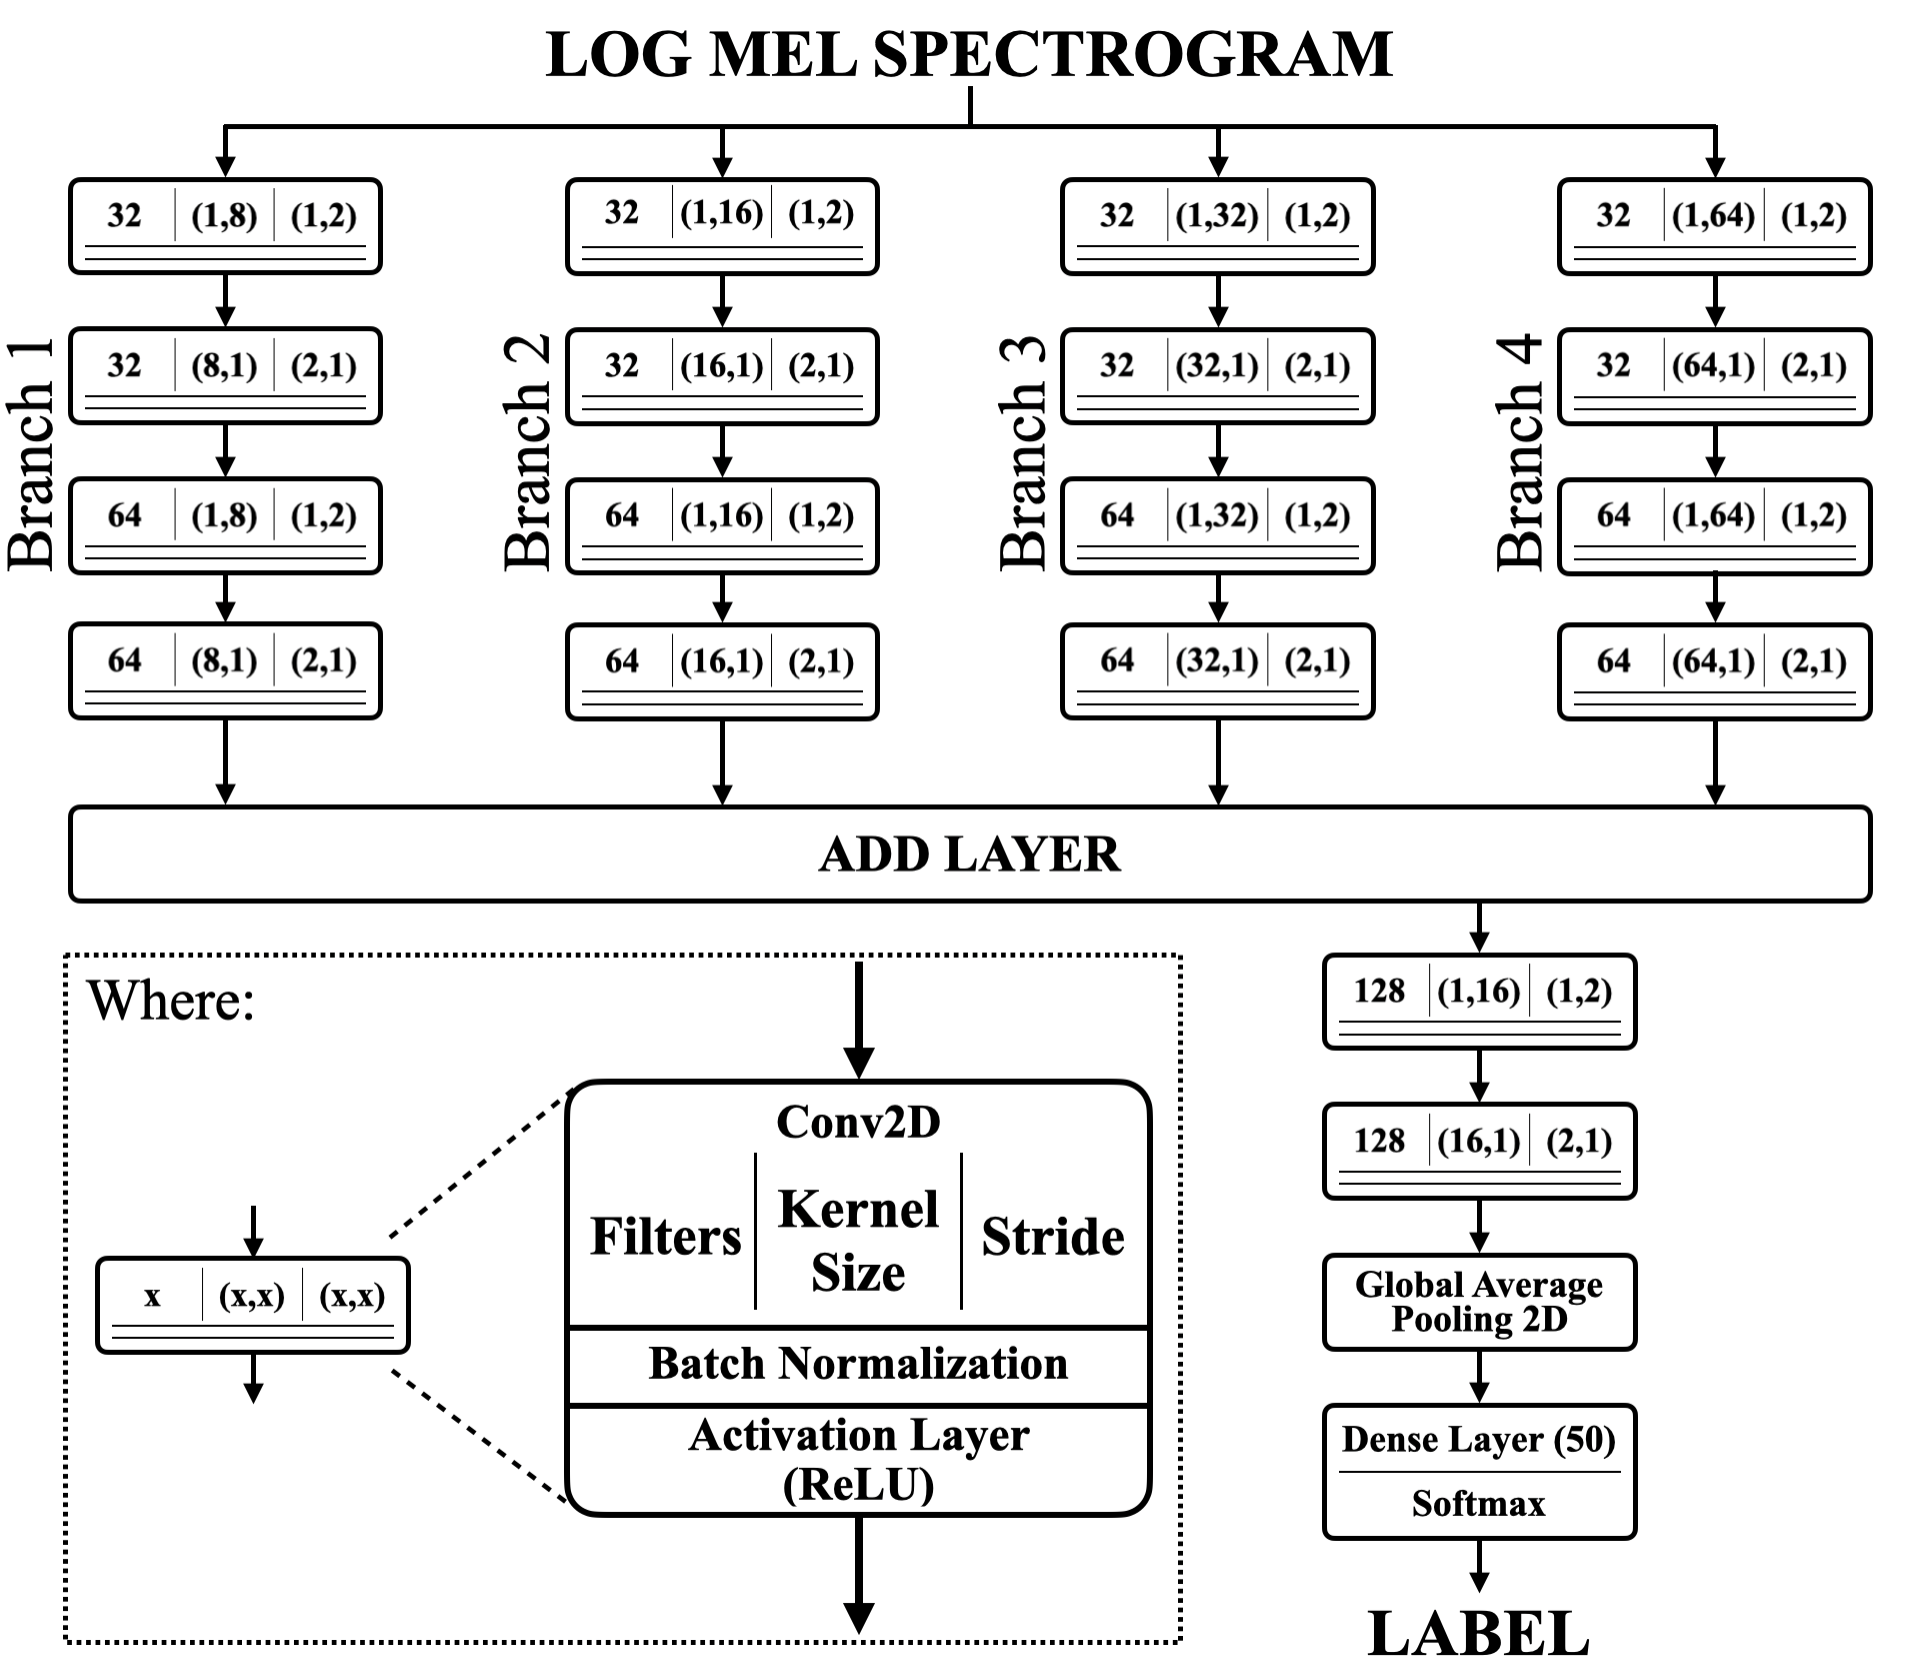 LOG MEL SPECTROGRAM
32 (1,8) (1,2)
32 (1,16) (1,2)
32 (1,32) (1,2)
32 (1,64) (1,2)
Branch 1
32 (8,1) (2,1)
Branch 2
32 (16,1) (2,1)
Branch 3
32 (32,1) (2,1)
Branch 4
32 (64,1) (2,1)
64 (1,8) (1,2)
64 (1,16) (1,2)
64 (1,32) (1,2)
64 (1,64) (1,2)
64 (8,1) (2,1)
64 (16,1) (2,1)
64 (32,1) (2,1)
64 (64,1) (2,1)
ADD LAYER
Where:
x (x,x) (x,x)
Conv2D
Filters
Kernel
Size
Stride
Batch Normalization
Activation Layer
(ReLU)
128 (1,16) (1,2)
128 (16,1) (2,1)
Global Average
Pooling 2D
Dense Layer (50)
Softmax
LABEL